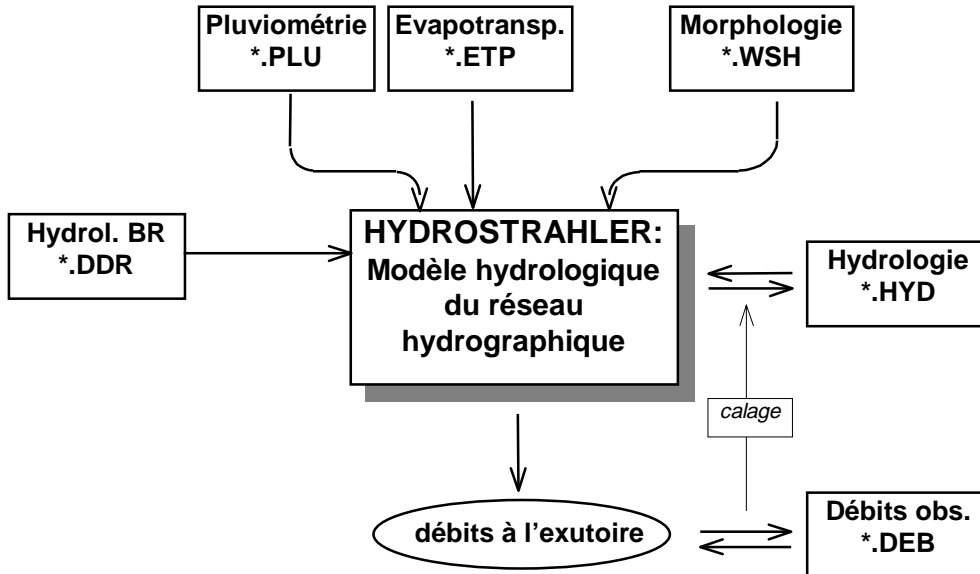 Pluviométrie
*.PLU
Evapotransp.
*.ETP
Morphologie
*.WSH
Hydrol. BR
*.DDR
HYDROSTRAHLER:
Modèle hydrologique
du réseau
hydrographique
Hydrologie
*.HYD
calage
débits à l'exutoire
Débits obs.
*.DEB